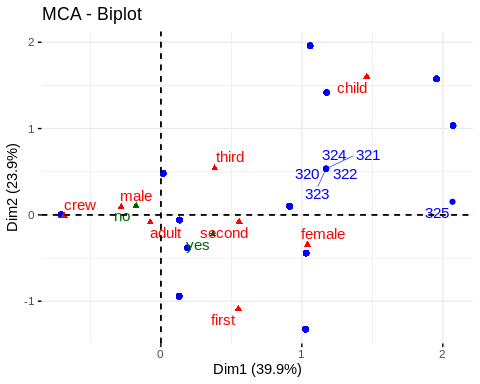 MCA - Biplot
2
child
1
third
324 321
320 322
323
male
crew
no
325
0
adult second female
yes
first
-1
0 1 2
Dim1 (39.9%)
Dim2 (23.9%)